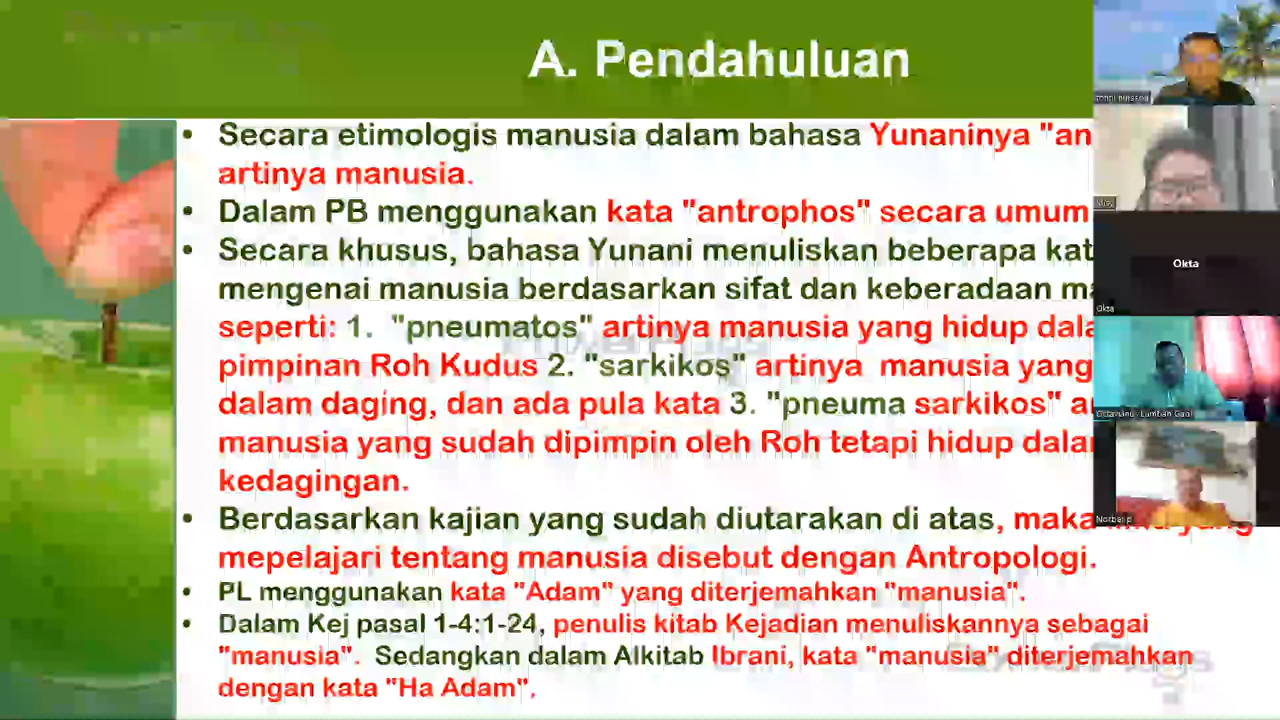 A. Pendahuluan
• Secara etimologis manusia dalam bahasa Yunaninya "an
artinya manusia.
• Dalam PB menggunakan kata "antrophos" secara umum
• Secara khusus, bahasa Yunani menuliskan beberapa kat
mengenai manusia berdasarkan sifat dan keberadaan ma
seperti: 1. "pneumatos" artinya manusia yang hidup dala
pimpinan Roh Kudus 2. "sarkikos" artinya manusia yang
dalam daging, dan ada pula kata 3. "pneuma sarkikos" a
manusia yang sudah dipimpin oleh Roh tetapi hidup dalam
kedagingan.
• Berdasarkan kajian yang sudah diutarakan di atas, maka yang
mepelajari tentang manusia disebut dengan Antropologi.
• PL menggunakan kata "Adam" yang diterjemahkan "manusia".
• Dalam Kej pasal 1-4:1-24, penulis kitab Kejadian menuliskannya sebagai
"manusia". Sedangkan dalam Alkitab Ibrani, kata "manusia" diterjemahkan
dengan kata "Ha Adam".
Okta
Okta